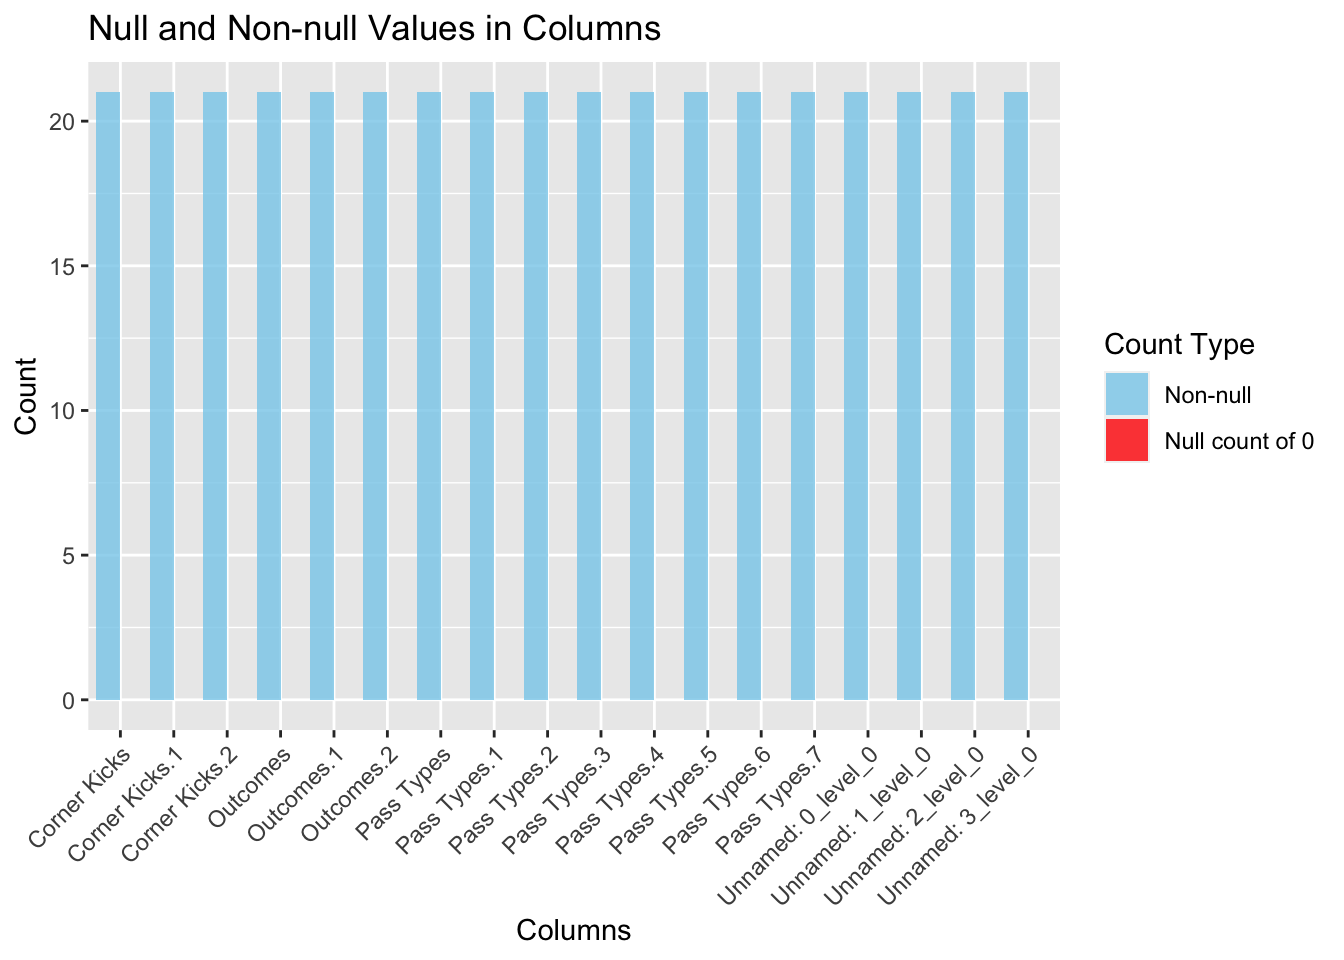 Null and Non-null Values in Columns
Count
20
15
10
5
0
Corner Kicks
Corner Kicks.1
Corner Kicks.2
Outcomes
Outcomes.1
Outcomes.2
Pass Types
Pass Types.1
Pass Types.2
Pass Types.3
Pass Types.4
Pass Types.5
Pass Types.6
Pass Types.7
Unnamed: 0_level_0
Unnamed: 1_level_0
Unnamed: 2_level_0
Unnamed: 3_level_0
Columns
Count Type
Non-null
Null count of 0